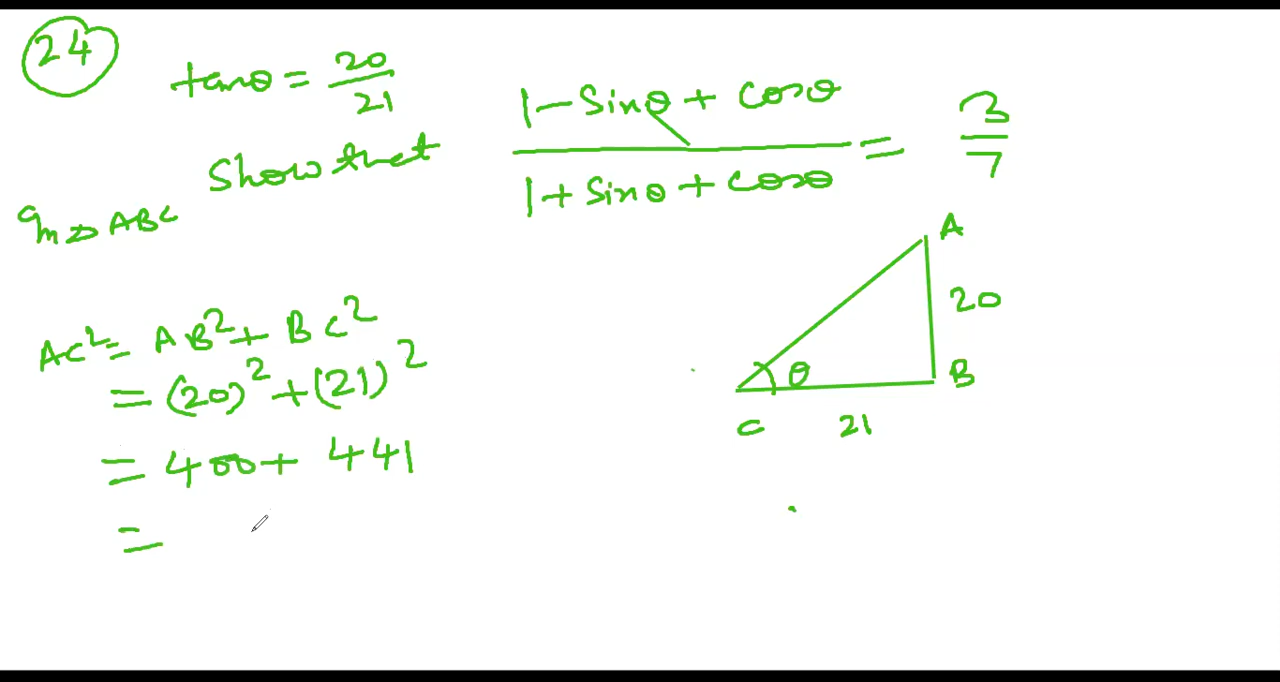 24
tanθ = 20/21
Show that (1 - Sinθ + cosθ)/(1 + Sinθ + cosθ) = 3/7
In △ ABC
AC² = AB² + BC²
= (20)² + (21)²
= 400 + 441
=
A
20
θ
B
C
21